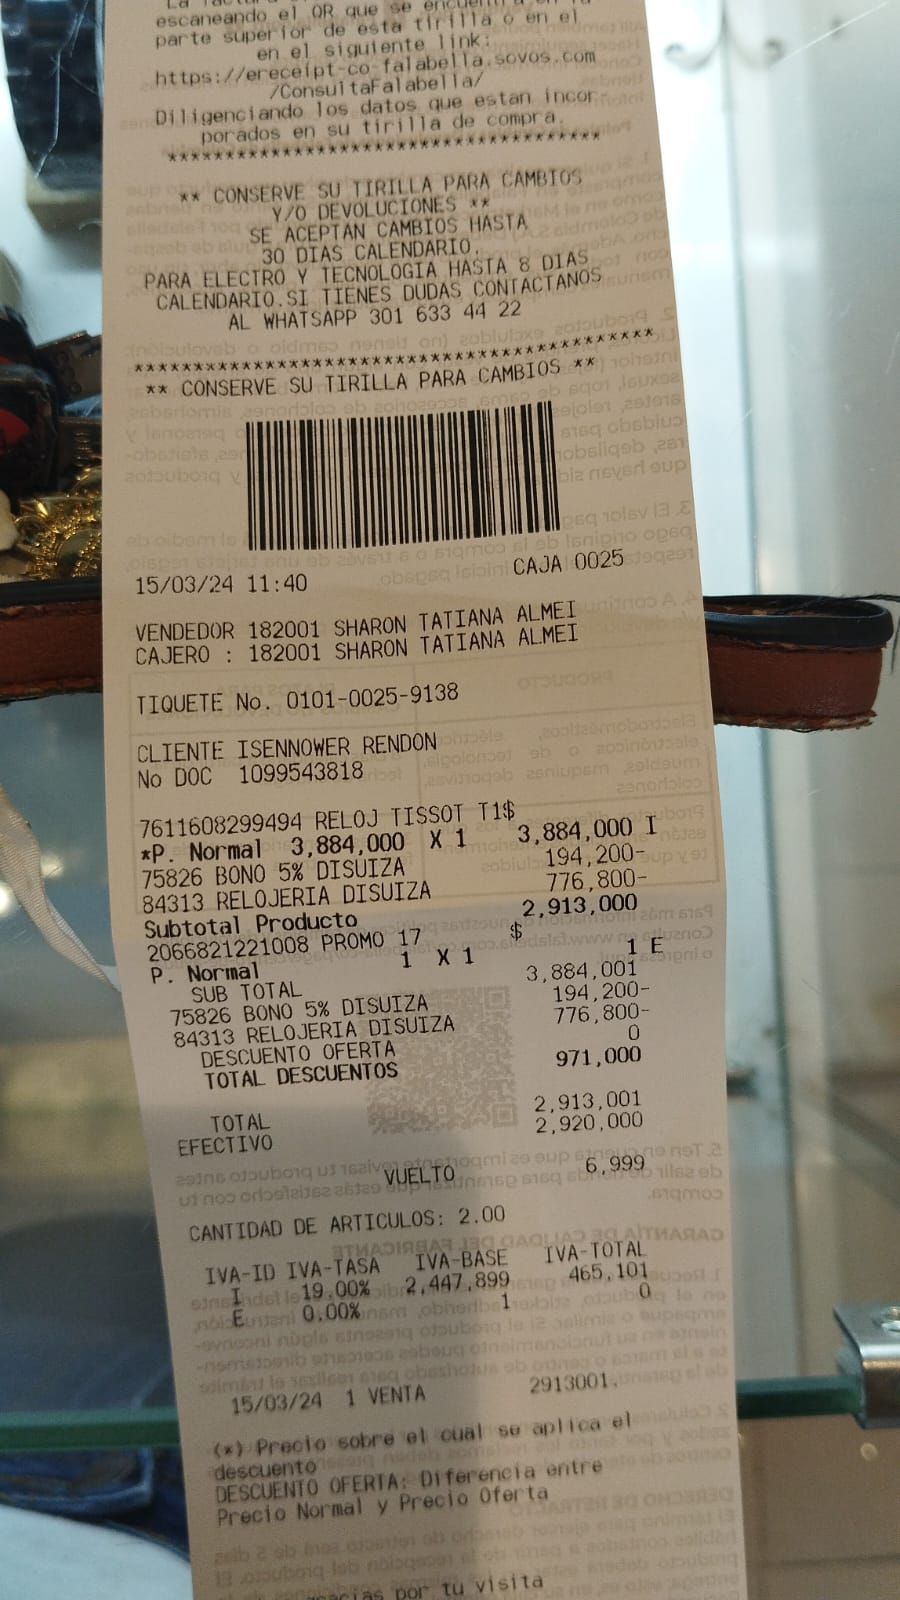 escaneando el QR que se encuentra en la
parte superior de esta tirilla o en el
en el siguiente link:
https://ereceipt-co-falabella.sovos.com
/ConsultaFalabella/
Diligenciando los datos que estan incor-
porados en su tirilla de compra.
****************************************
** CONSERVE SU TIRILLA PARA CAMBIOS
Y/O DEVOLUCIONES **
SE ACEPTAN CAMBIOS HASTA
30 DIAS CALENDARIO.
PARA ELECTRO Y TECNOLOGIA HASTA 8 DIAS
CALENDARIO.SI TIENES DUDAS CONTACTANOS
AL WHATSAPP 301 633 44 22
****************************************
** CONSERVE SU TIRILLA PARA CAMBIOS **
15/03/24 11:40 CAJA 0025
VENDEDOR 182001 SHARON TATIANA ALMEI
CAJERO : 182001 SHARON TATIANA ALMEI
TIQUETE No. 0101-0025-9138
CLIENTE ISENNOWER RENDON
No DOC 1099543818
7611608299494 RELOJ TISSOT T1$
*P. Normal 3,884,000 X 1 3,884,000 I
75826 BONO 5% DISUIZA 194,200-
84313 RELOJERIA DISUIZA 776,800-
Subtotal Producto 2,913,000
2066821221008 PROMO 17 $
P. Normal 1 X 1 1 E
SUB TOTAL 3,884,001
75826 BONO 5% DISUIZA 194,200-
84313 RELOJERIA DISUIZA 776,800-
DESCUENTO OFERTA 0
TOTAL DESCUENTOS 971,000
TOTAL 2,913,001
EFECTIVO 2,920,000
VUELTO 6,999
CANTIDAD DE ARTICULOS: 2.00
IVA-ID IVA-TASA IVA-BASE IVA-TOTAL
I 19.00% 2,447,899 465,101
E 0.00% 1 0
15/03/24 1 VENTA 2913001.
(*) Precio sobre el cual se aplica el
descuento
DESCUENTO OFERTA: Diferencia entre
Precio Normal y Precio Oferta
por tu visita